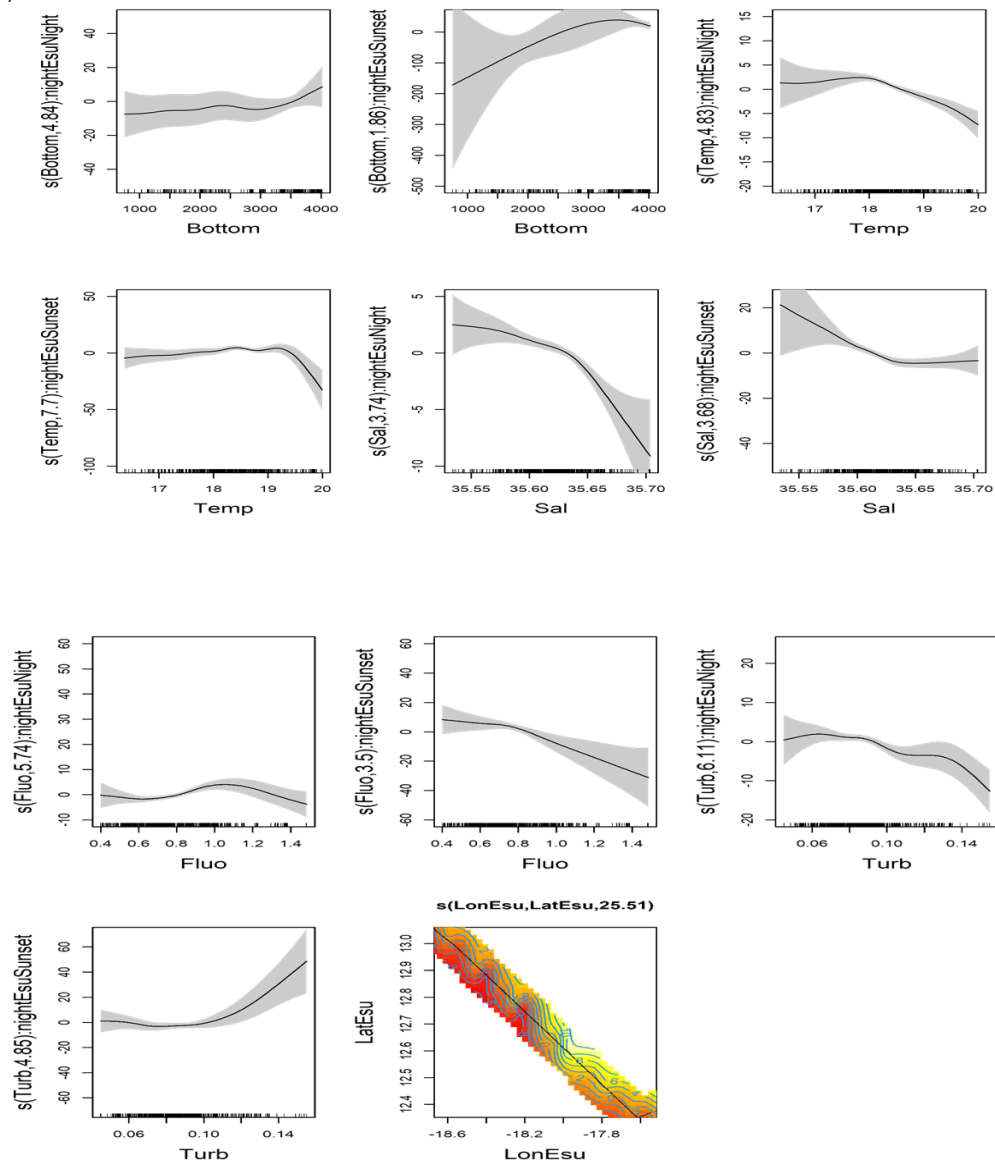 )
s(Bottom,4.84):nightEsuNight
40
20
0
20
40
1000 2000 3000 4000
Bottom
s(Bottom,1.86):nightEsuSunset
0
-100
-200
-300
-400
-500
1000 2000 3000 4000
Bottom
s(Temp,4.83):nightEsuNight
15
10
5
0
-5
-10
-15
-20
17 18 19 20
Temp
s(Temp,7.7):nightEsuSunset
50
0
-50
-100
17 18 19 20
Temp
s(Sal,3.74):nightEsuNight
5
0
-5
-10
35.55 35.60 35.65 35.70
Sal
s(Sal,3.68):nightEsuSunset
20
0
-20
-40
35.55 35.60 35.65 35.70
Sal
s(Fluo,5.74):nightEsuNight
60
50
40
30
20
10
0
-10
0.4 0.6 0.8 1.0 1.2 1.4
Fluo
s(Fluo,3.5):nightEsuSunset
60
40
20
0
-20
-40
-60
0.4 0.6 0.8 1.0 1.2 1.4
Fluo
s(Turb,6.11):nightEsuNight
20
10
0
-10
-20
0.06 0.10 0.14
Turb
s(Turb,4.85):nightEsuSunset
60
40
20
0
-20
-40
-60
0.06 0.10 0.14
Turb
s(LonEsu,LatEsu,25.51)
LatEsu
13.0
12.9
12.8
12.7
12.6
12.5
12.4
-18.6 -18.2 -17.8
LonEsu